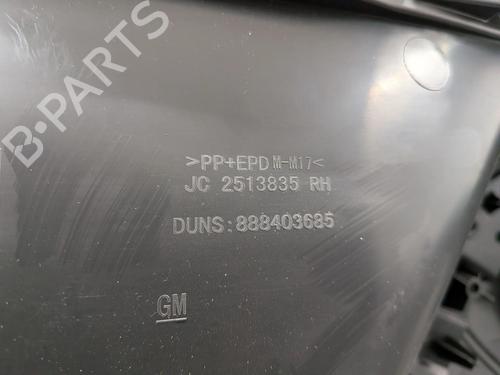 B-PARTS
>PP+EPDM-M17<
JC 2513835 RH
DUNS:888403685
GM